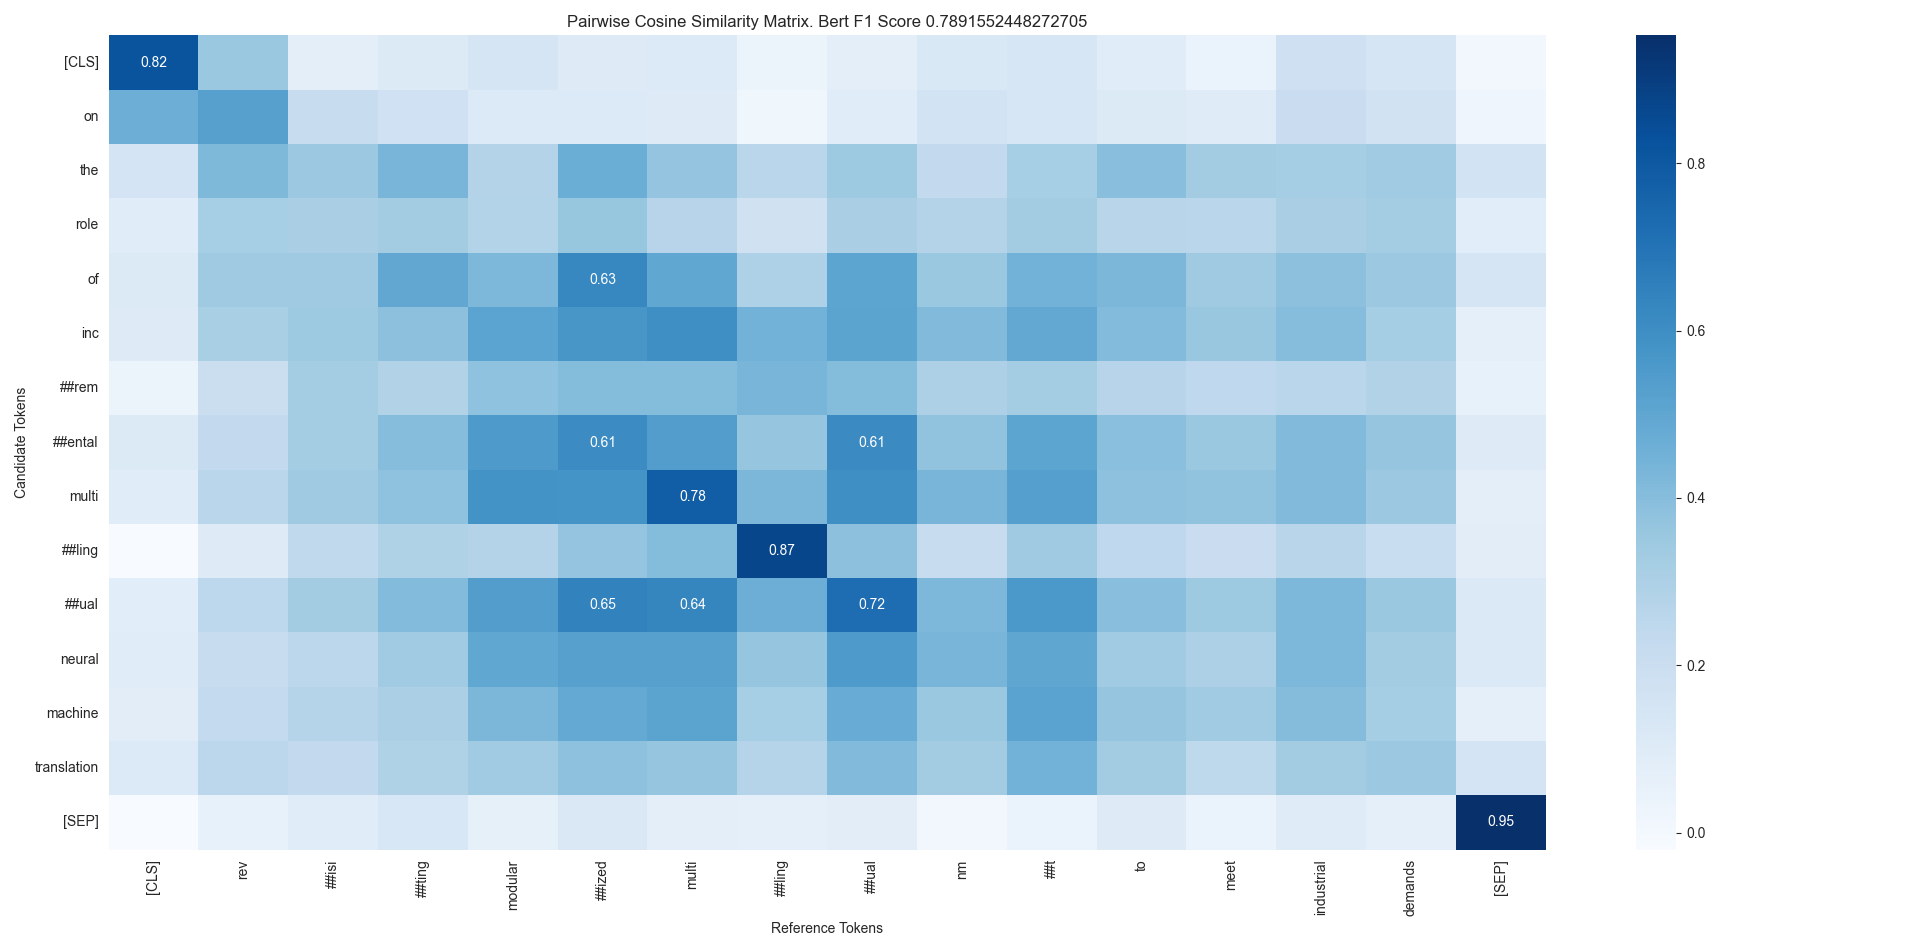 Pairwise Cosine Similarity Matrix. Bert F1 Score 0.7891552448272705
Candidate Tokens
[CLS]
on
the
role
of
inc
##rem
##ental
multi
##ling
##ual
neural
machine
translation
[SEP]
0.82
0.63
0.61 0.61
0.78
0.87
0.65 0.64 0.72
0.95
[CLS] rev ##isi ##ting modular ##ized multi ##ling ##ual nm ##t to meet industrial demands [SEP]
Reference Tokens
0.8
0.6
0.4
0.2
0.0